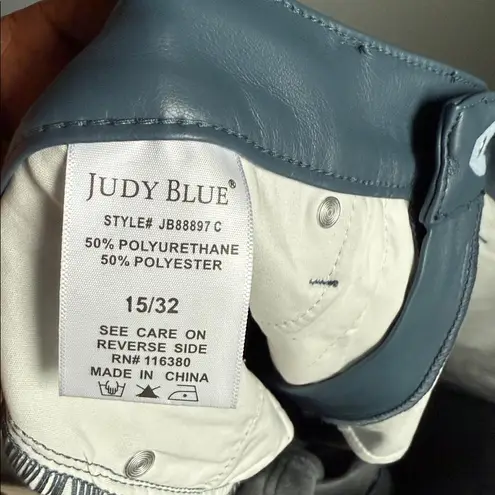 JUDY BLUE®
STYLE# JB88897 C
50% POLYURETHANE
50% POLYESTER
15/32
SEE CARE ON
REVERSE SIDE
RN# 116380
MADE IN CHINA